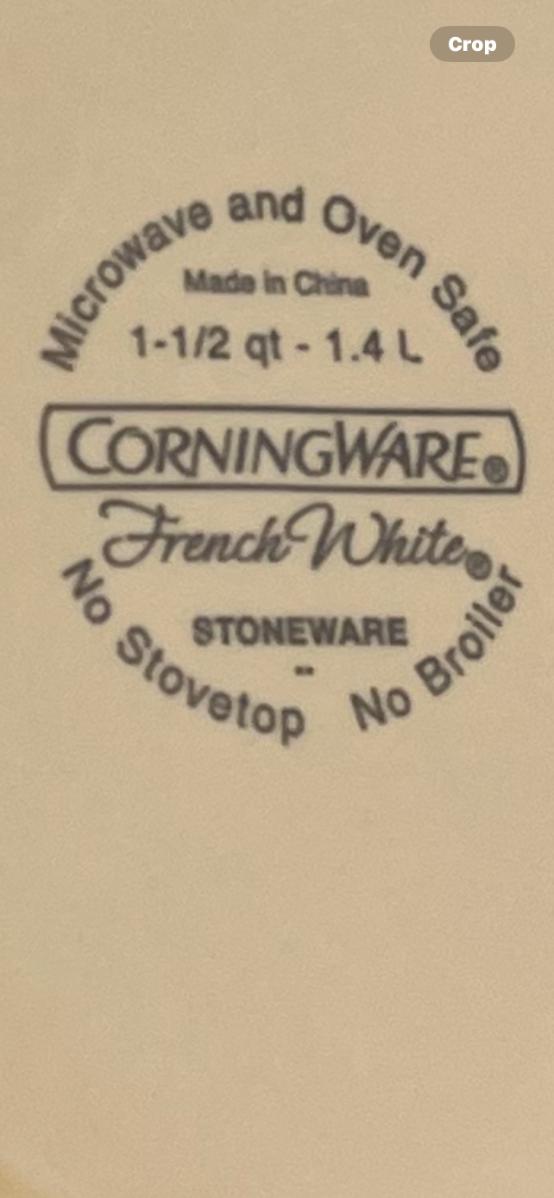 Crop
Microwave and Oven Safe
Made in China
1-1/2 qt - 1.4 L
CORNINGWARE®
French White®
STONEWARE
--
No Stovetop No Broiler